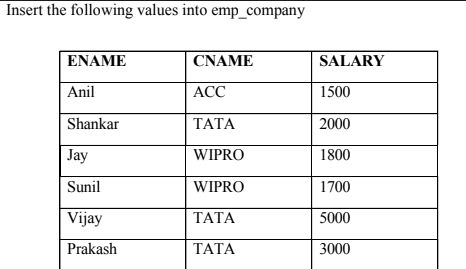 Insert the following values into emp_company
ENAME CNAME SALARY
Anil ACC 1500
Shankar TATA 2000
Jay WIPRO 1800
Sunil WIPRO 1700
Vijay TATA 5000
Prakash TATA 3000